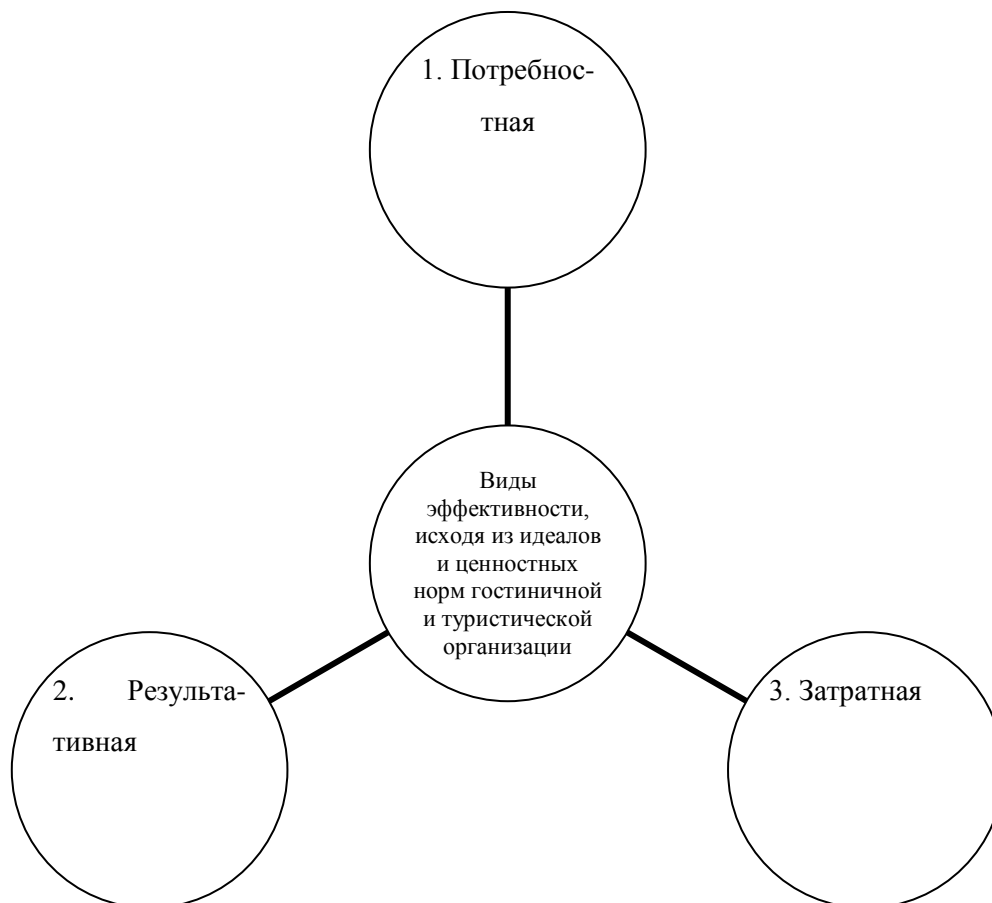 1. Потребнос-
тная
Виды
эффективности,
исходя из идеалов
и ценностных
норм гостиничной
и туристической
организации
2. Результа-
тивная
3. Затратная